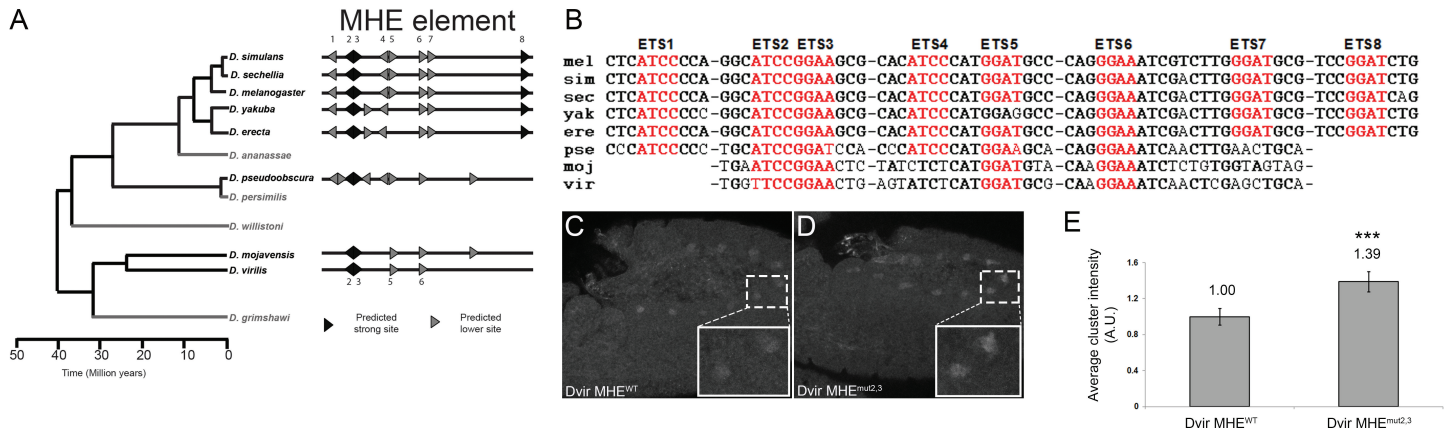 A
MHE element
1 2 3 4 5 6 7 8
D. simulans
D. sechellia
D. melanogaster
D. yakuba
D. erecta
D. ananassae
D. pseudoobscura
D. persimilis
D. willistoni
D. mojavensis
D. virilis
2 3 5 6
D. grimshawi
Predicted strong site
Predicted lower site
50 40 30 20 10 0
Time (Million years)
B
ETS1 ETS2 ETS3 ETS4 ETS5 ETS6 ETS7 ETS8
mel CTCATCCCCA-GGCATCCGGAAGCG-CACATCCCATGGATGCC-CAGGGAAATCGTCTTGGGATGCG-TCCGGATCTG
sim CTCATCCCCA-GGCATCCGGAAGCG-CACATCCCATGGATGCC-CAGGGAAATCGACTTGGGATGCG-TCCGGATCTG
sec CTCATCCCCA-GGCATCCGGAAGCG-CACATCCCATGGATGCC-CAGGGAAATCGACTTGGGATGCG-TCCGGATCAG
yak CTCATCCCCC-GGCATCCGGAAGCG-CACATCCCATGGAGGCC-CAGGGAAATCGACTTGGGATGCG-TCCGGATCTG
ere CTCATCCCCA-GGCATCCGGAAGCG-CACATCCCATGGATGCC-CAGGGAAATCGACTTGGGATGCG-TCCGGATCTG
pse CCCATCCCCC-TGCATCCGGATCCA-CCCATCCCATGGAAGCA-CAGGGAAATCAACTTGAACTGCA-
moj -TGAATCCGGAACTC-TATCTCTCATGGATGTA-CAAGGAAATCTCTGTGGTAGTAG-
vir -TGGTTCCGGAACTG-AGTATCTCATGGATGCG-CAAGGAAATCAACTCGAGCTGCA-
C
Dvir MHEWT
D
Dvir MHEmut2,3
E
Average cluster intensity (A.U.)
1.6
1.2
0.8
0.4
0
1.00
***
1.39
Dvir MHEWT
Dvir MHEmut2,3